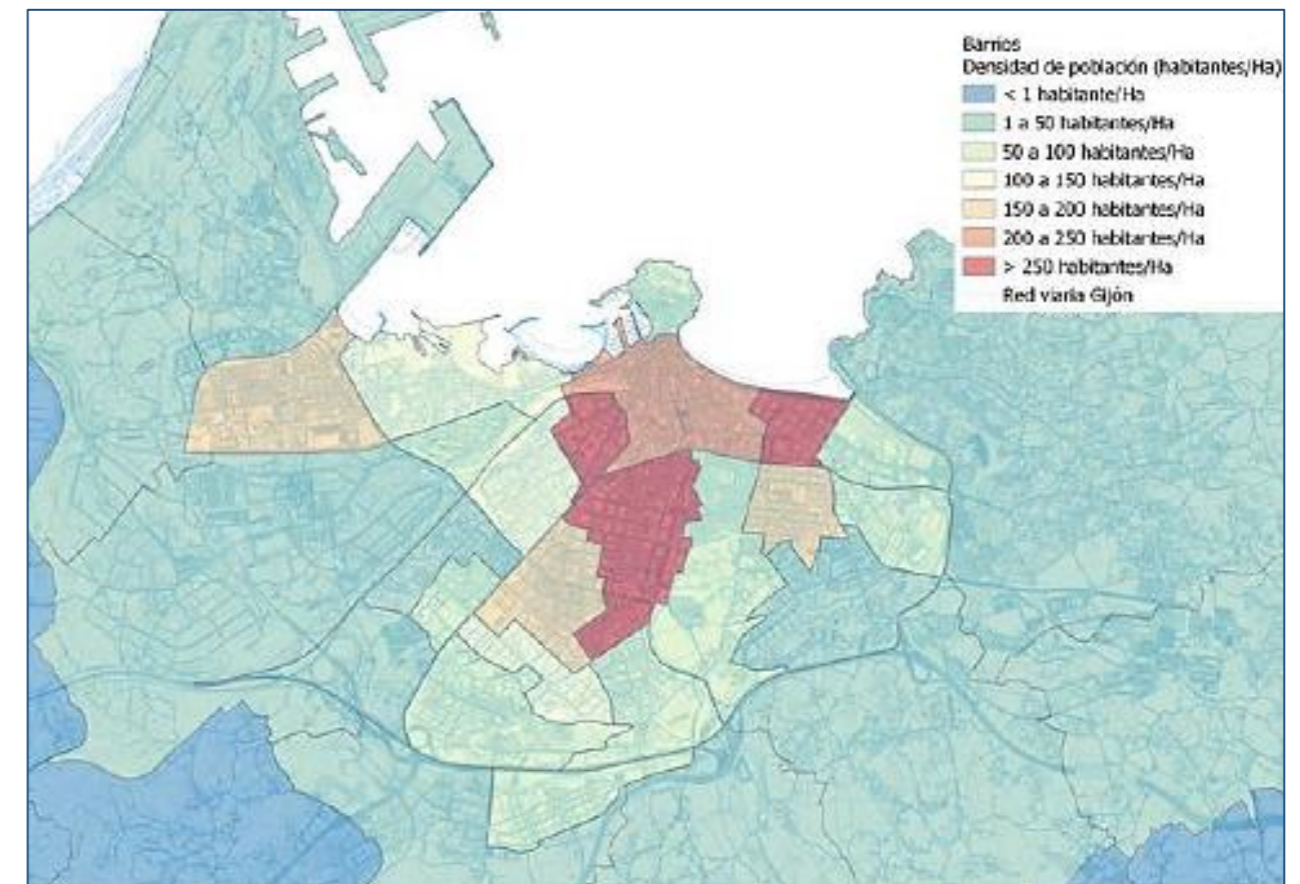 Barrios
Densidad de población (habitantes/Ha)
< 1 habitante/Ha
1 a 50 habitantes/Ha
50 a 100 habitantes/Ha
100 a 150 habitantes/Ha
150 a 200 habitantes/Ha
200 a 250 habitantes/Ha
> 250 habitantes/Ha
Red viaria Gijón